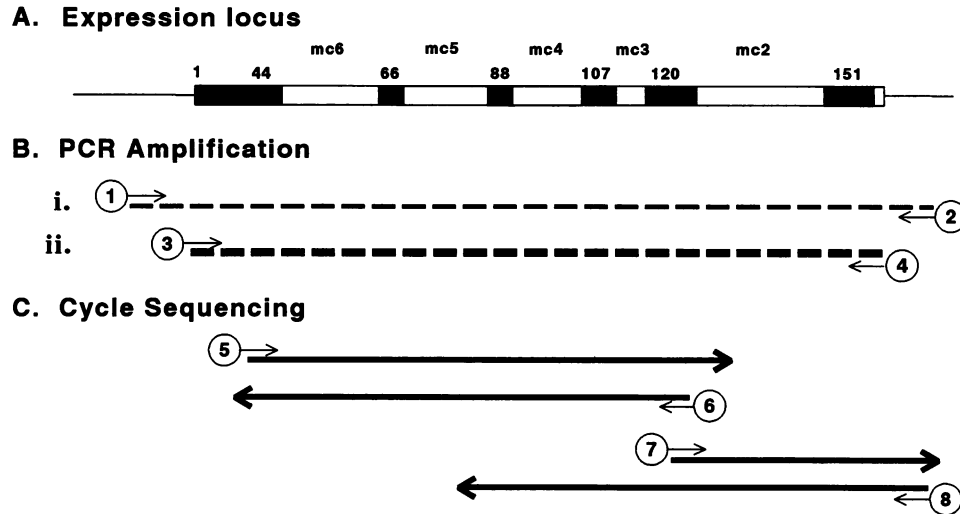 A. Expression locus
mc6 mc5 mc4 mc3 mc2
1 44 66 88 107 120 151
B. PCR Amplification
i. 1 2
ii. 3 4
C. Cycle Sequencing
5
6
7
8